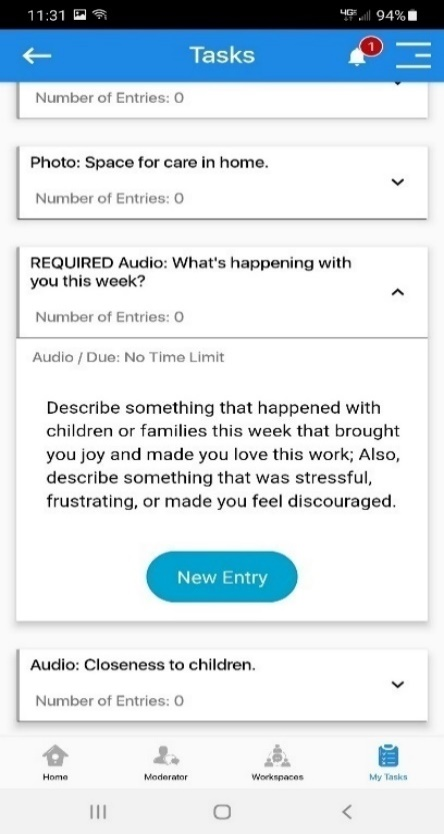 11:31 4GE 94%
Tasks 1
Number of Entries: 0
Photo: Space for care in home.
Number of Entries: 0
REQUIRED Audio: What's happening with
you this week?
Number of Entries: 0
Audio / Due: No Time Limit
Describe something that happened with
children or families this week that brought
you joy and made you love this work; Also,
describe something that was stressful,
frustrating, or made you feel discouraged.
New Entry
Audio: Closeness to children.
Number of Entries: 0
Home Moderator Workspaces My Tasks